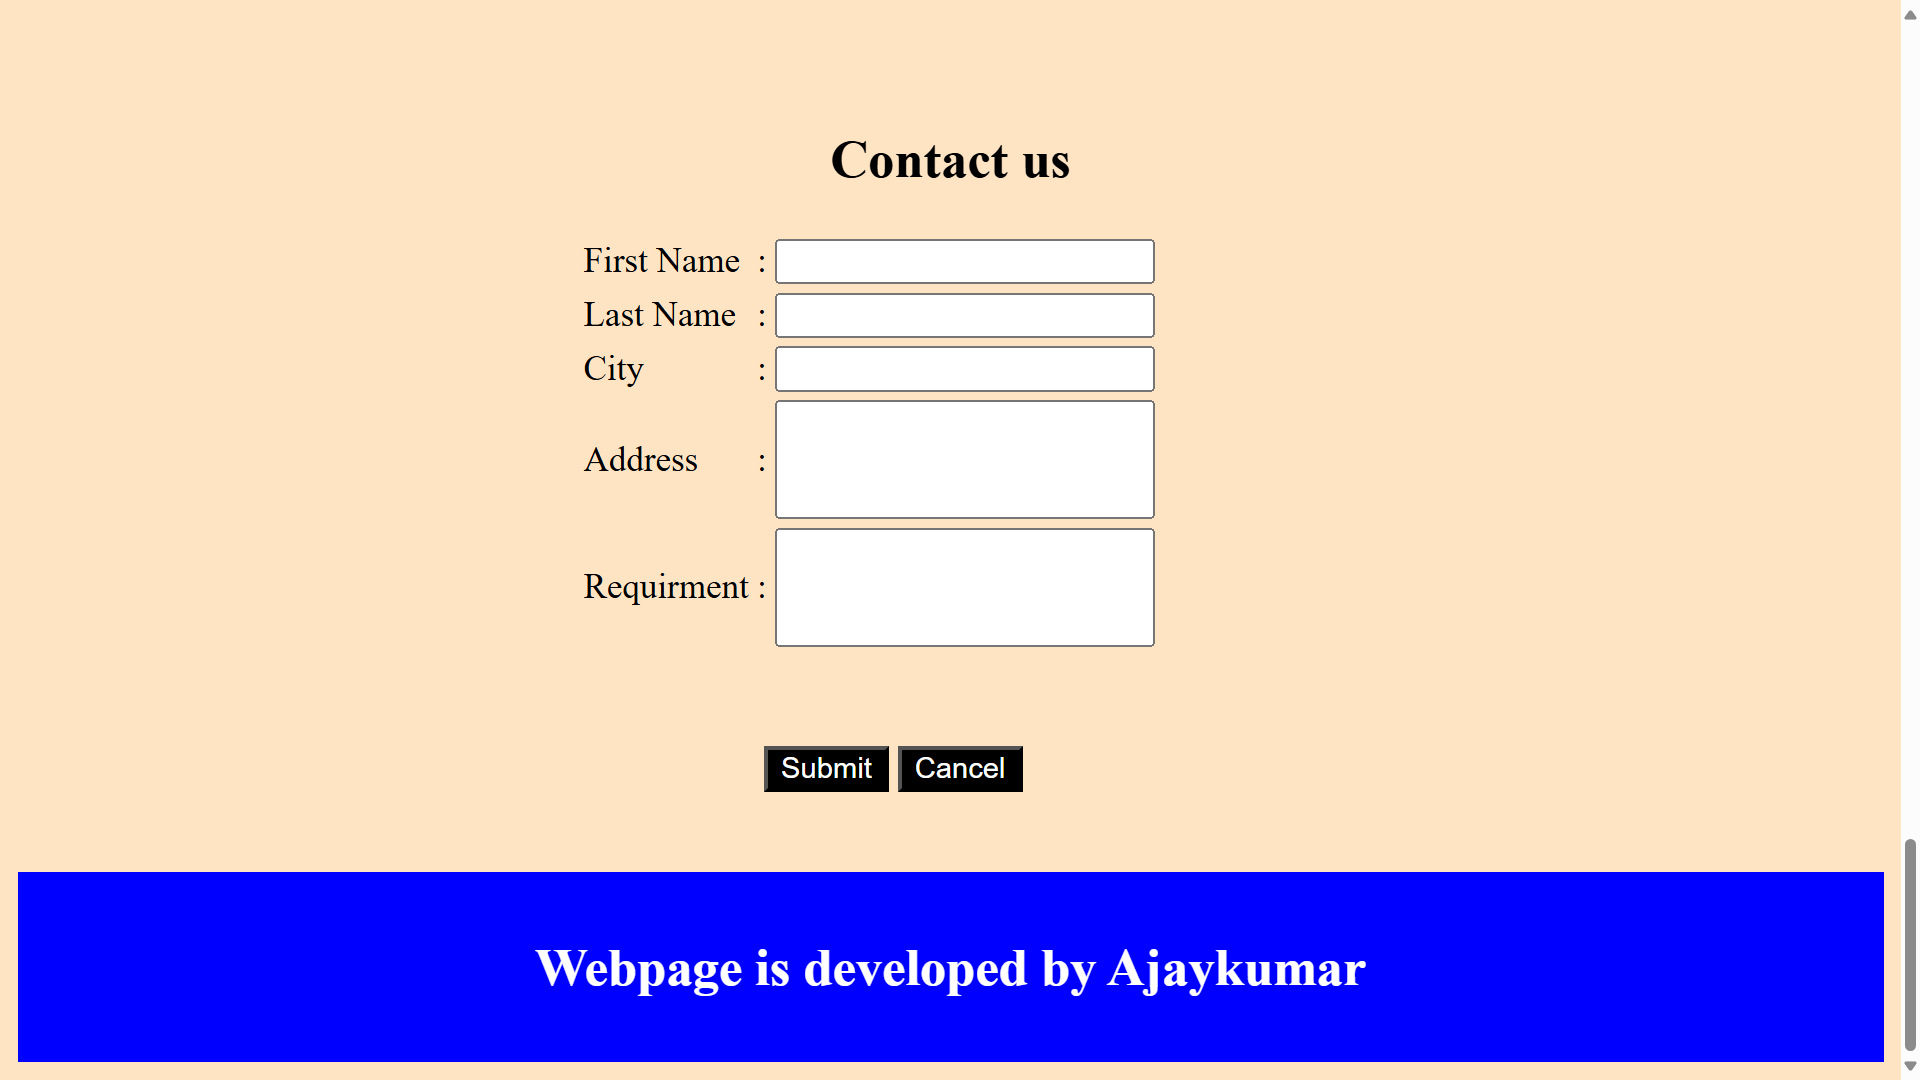 Contact us
First Name :
Last Name :
City :
Address :
Requirment :
Submit Cancel
Webpage is developed by Ajaykumar